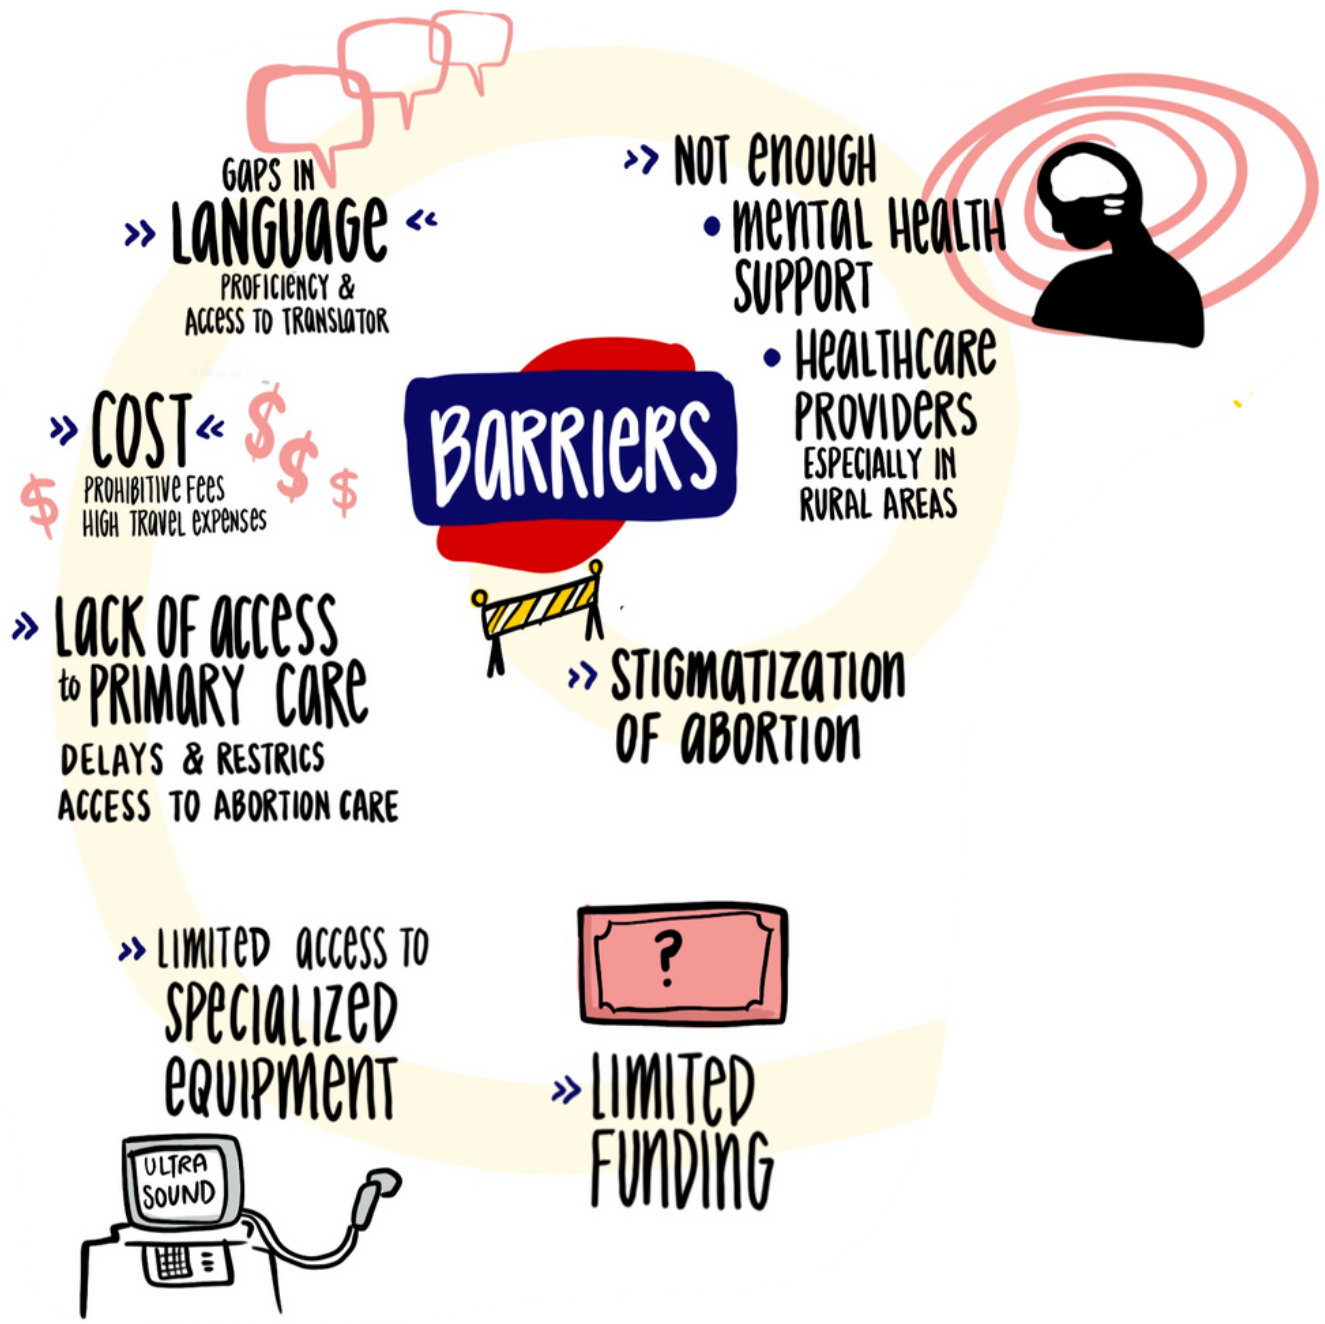 BARRIERS
GAPS IN
» LANGUAGE «
PROFICIENCY &
ACCESS TO TRANSLATOR
» COST «
$ $ $ $
PROHIBITIVE FEES
HIGH TRAVEL EXPENSES
» LACK OF ACCESS
to PRIMARY CARE
DELAYS & RESTRICS
ACCESS TO ABORTION CARE
» LIMITED ACCESS TO
SPECIALIZED
EQUIPMENT
ULTRA
SOUND
» NOT ENOUGH
• MENTAL HEALTH
SUPPORT
• HEALTHCARE
PROVIDERS
ESPECIALLY IN
RURAL AREAS
» STIGMATIZATION
OF ABORTION
?
» LIMITED
FUNDING